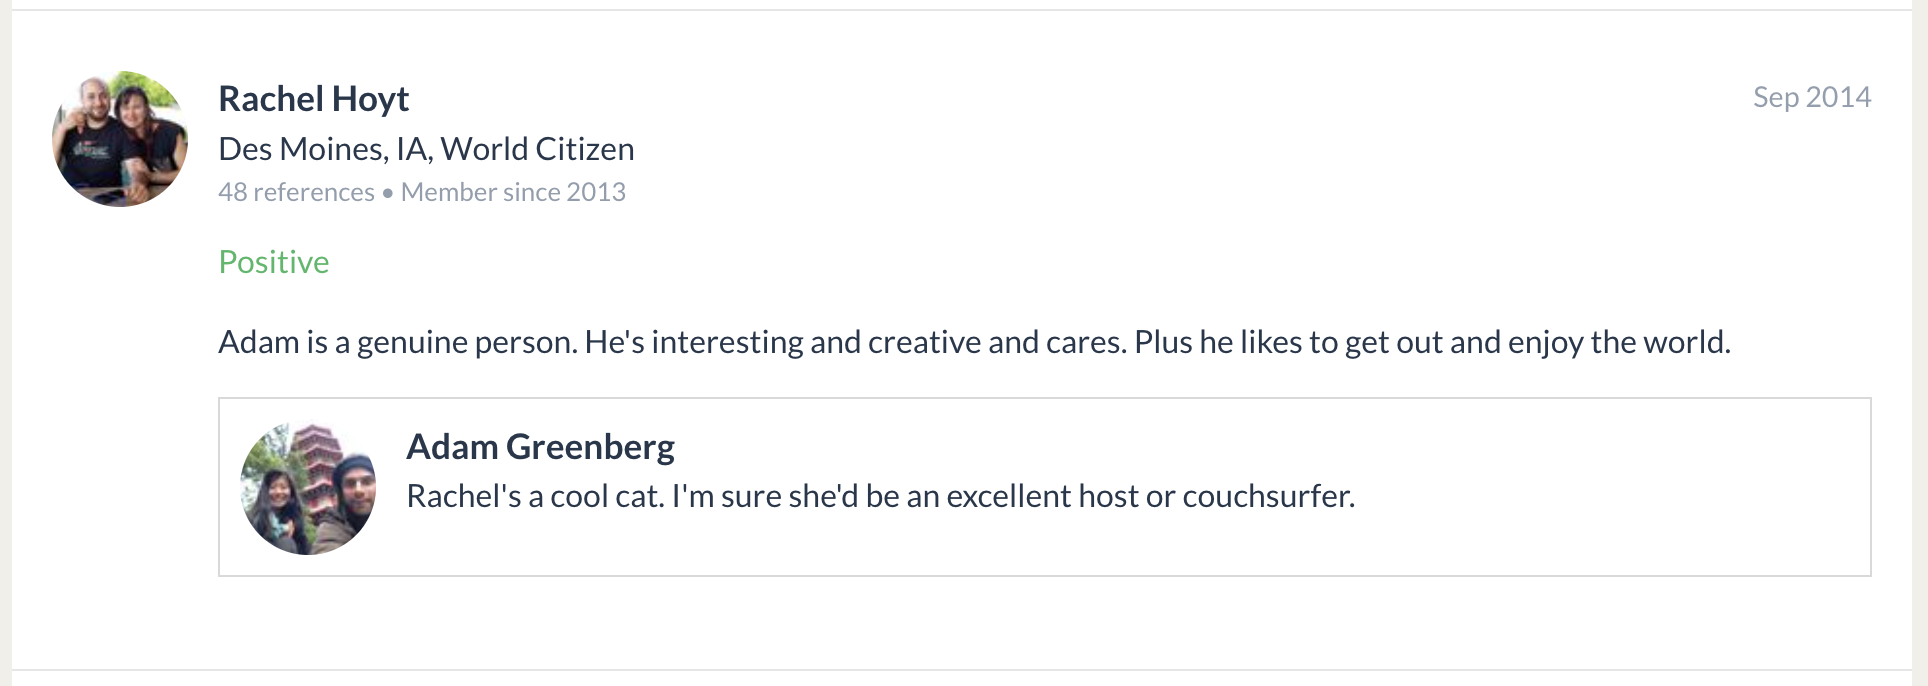 Rachel Hoyt
Sep 2014
Des Moines, IA, World Citizen
48 references • Member since 2013
Positive
Adam is a genuine person. He's interesting and creative and cares. Plus he likes to get out and enjoy the world.
Adam Greenberg
Rachel's a cool cat. I'm sure she'd be an excellent host or couchsurfer.